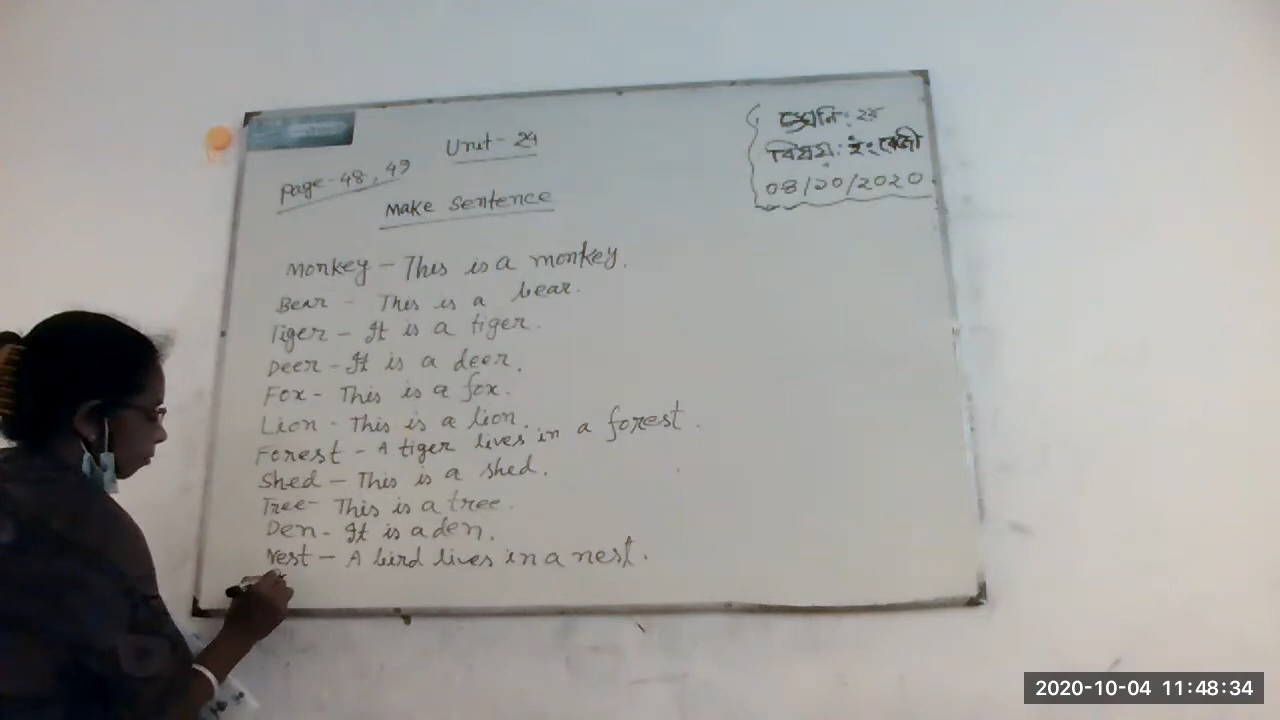 Unit - 24
Page - 48, 49
Make Sentence
বিষয়: ইংরেজী
08/10/2020
Monkey - This is a monkey.
Bear - This is a bear.
Tiger - It is a tiger.
Deer - It is a deer.
Fox - This is a fox.
Lion - This is a lion.
Forest - A tiger lives in a forest.
Shed - This is a shed.
Tree - This is a tree.
Den - It is a den.
Nest - A bird lives in a nest.
2020-10-04 11:48:34